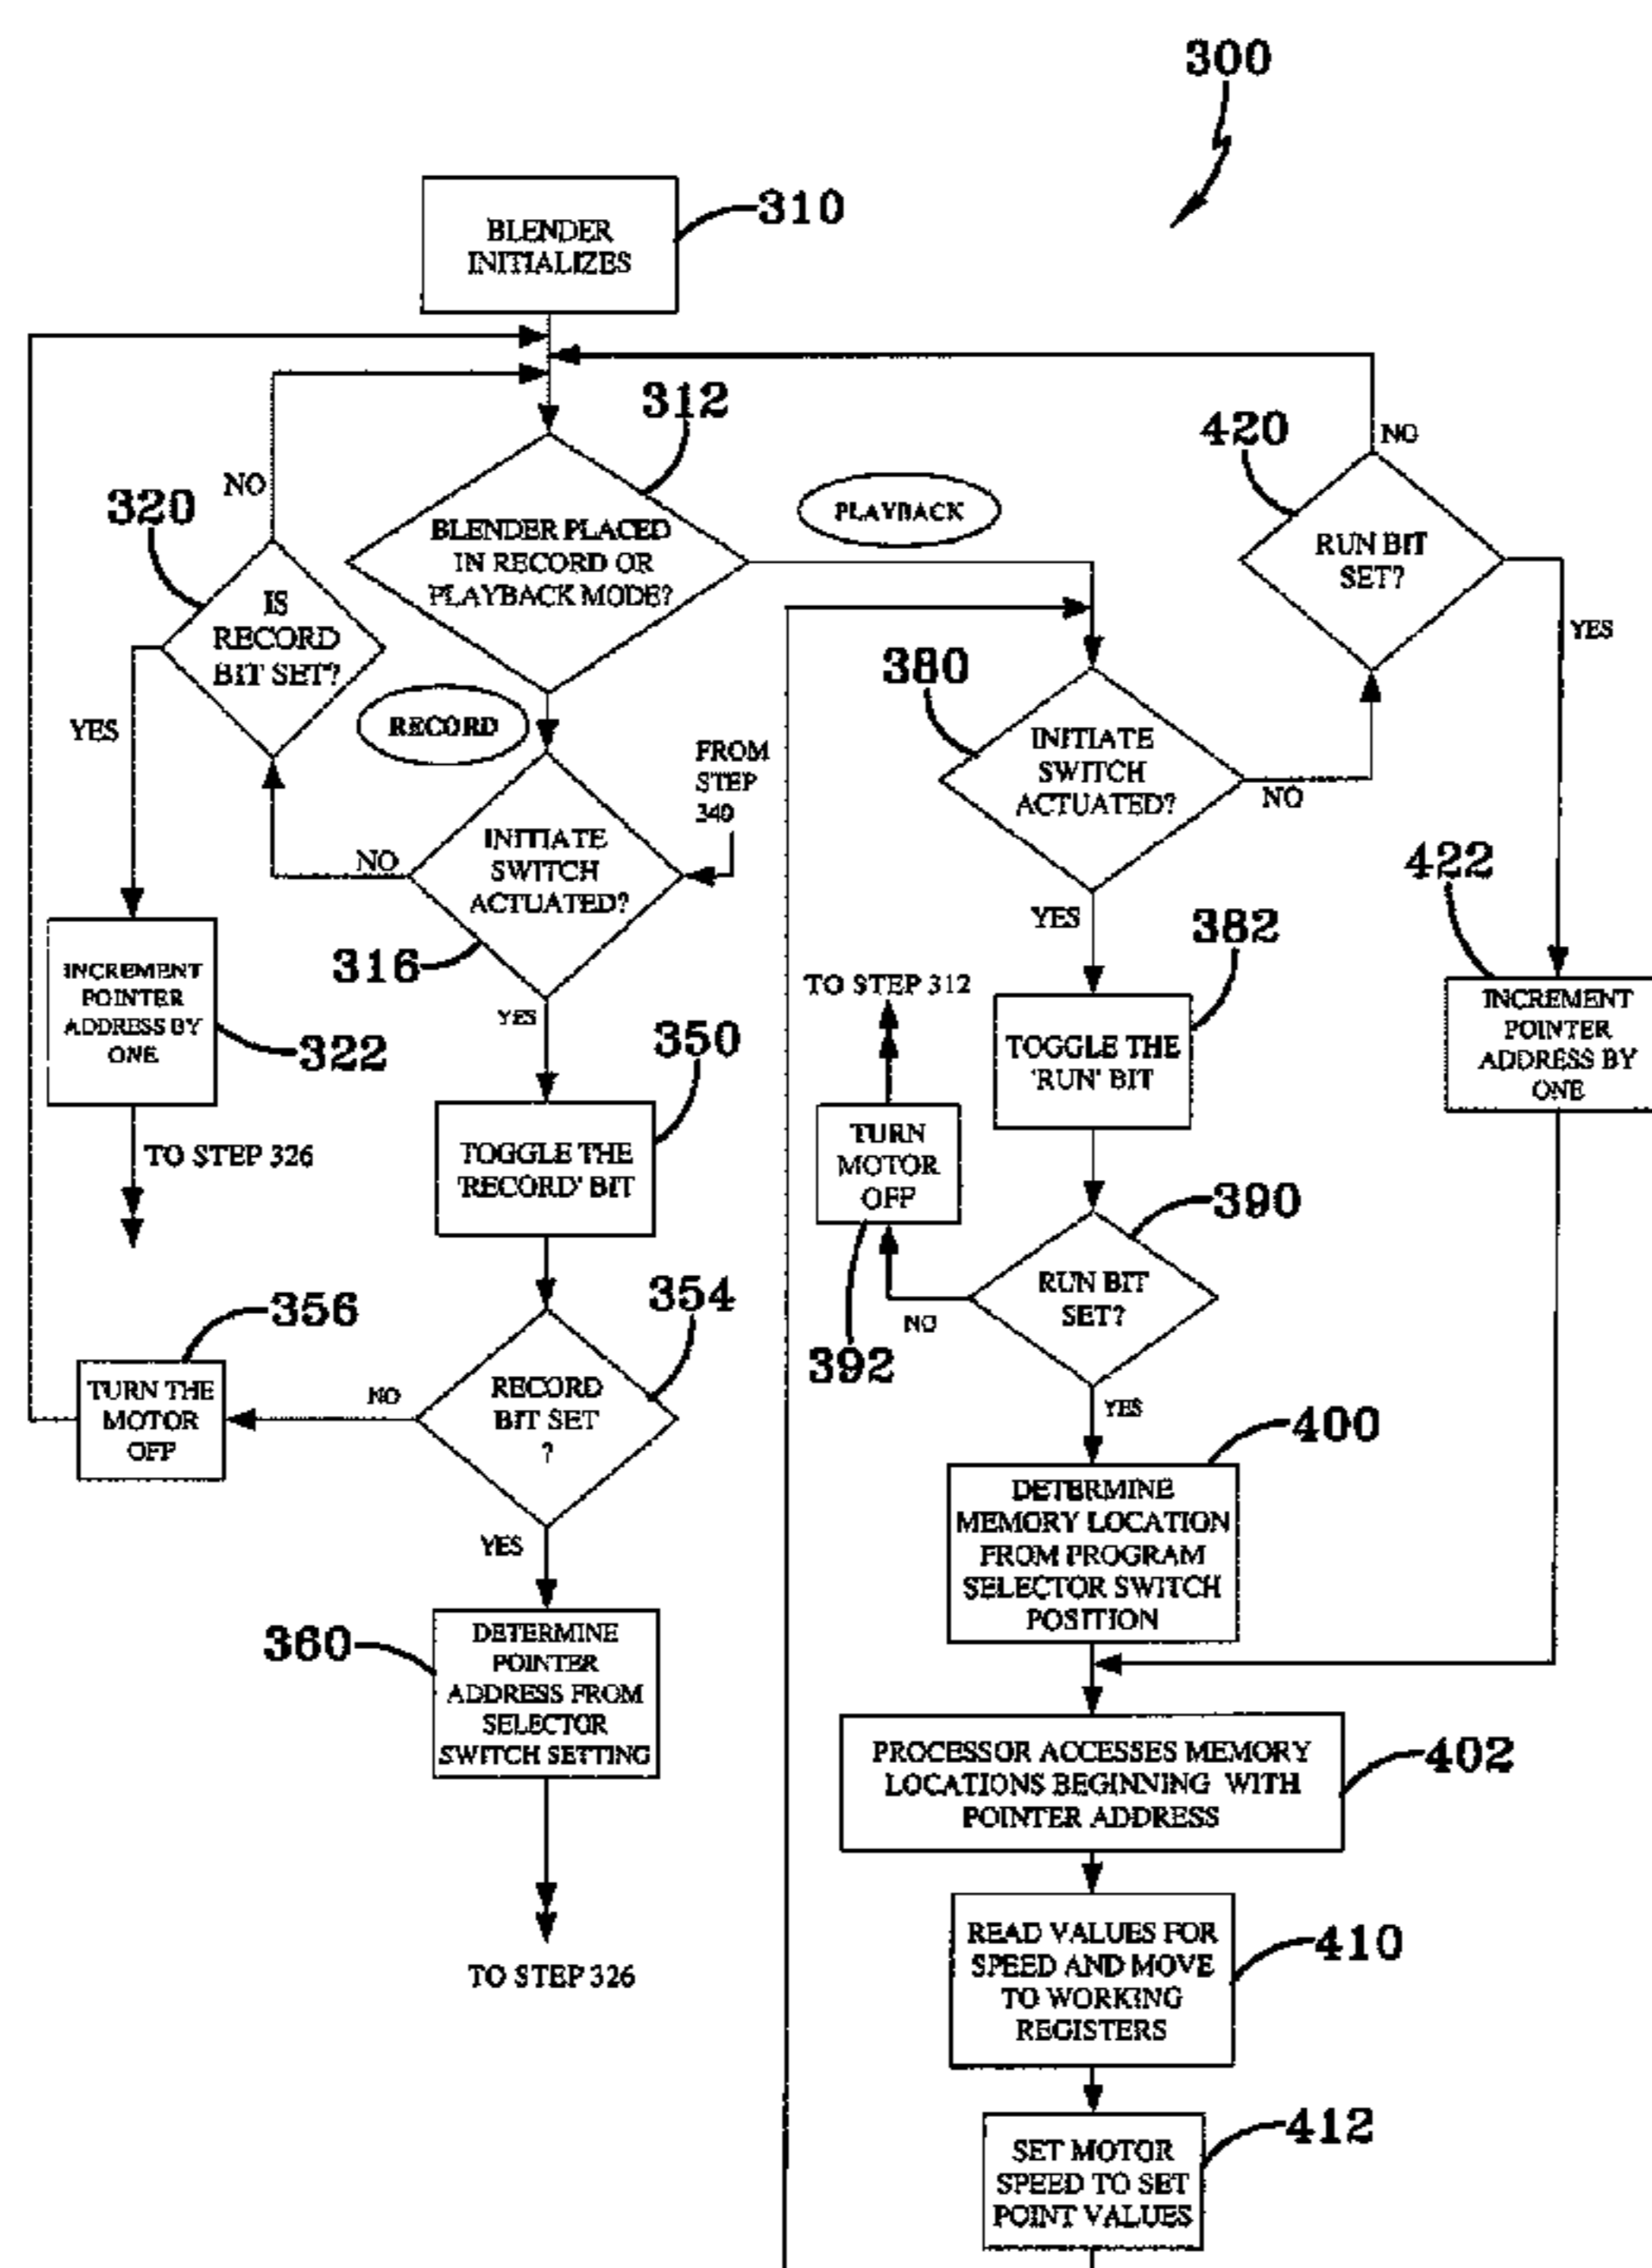 300
310
BLENDER
INITIALIZES
312
BLENDER PLACED
IN RECORD OR
PLAYBACK MODE?
PLAYBACK
RECORD
320
NO
IS
RECORD
BIT SET?
YES
INCREMENT
POINTER
ADDRESS BY
ONE
322
TO STEP 326
FROM
STEP
340
INITIATE
SWITCH
ACTUATED?
NO
316
YES
350
TOGGLE THE
'RECORD' BIT
354
RECORD
BIT SET
?
NO
356
TURN THE
MOTOR
OFF
YES
360
DETERMINE
POINTER
ADDRESS FROM
SELECTOR
SWITCH SETTING
TO STEP 326
380
INITIATE
SWITCH
ACTUATED?
NO
420
NO
RUN BIT
SET?
YES
422
INCREMENT
POINTER
ADDRESS BY
ONE
YES
382
TOGGLE THE
'RUN' BIT
TO STEP 312
TURN
MOTOR
OFF
392
390
RUN BIT
SET?
NO
YES
400
DETERMINE
MEMORY LOCATION
FROM PROGRAM
SELECTOR SWITCH
POSITION
402
PROCESSOR ACCESSES MEMORY
LOCATIONS BEGINNING WITH
POINTER ADDRESS
410
READ VALUES FOR
SPEED AND MOVE
TO WORKING
REGISTERS
412
SET MOTOR
SPEED TO SET
POINT VALUES